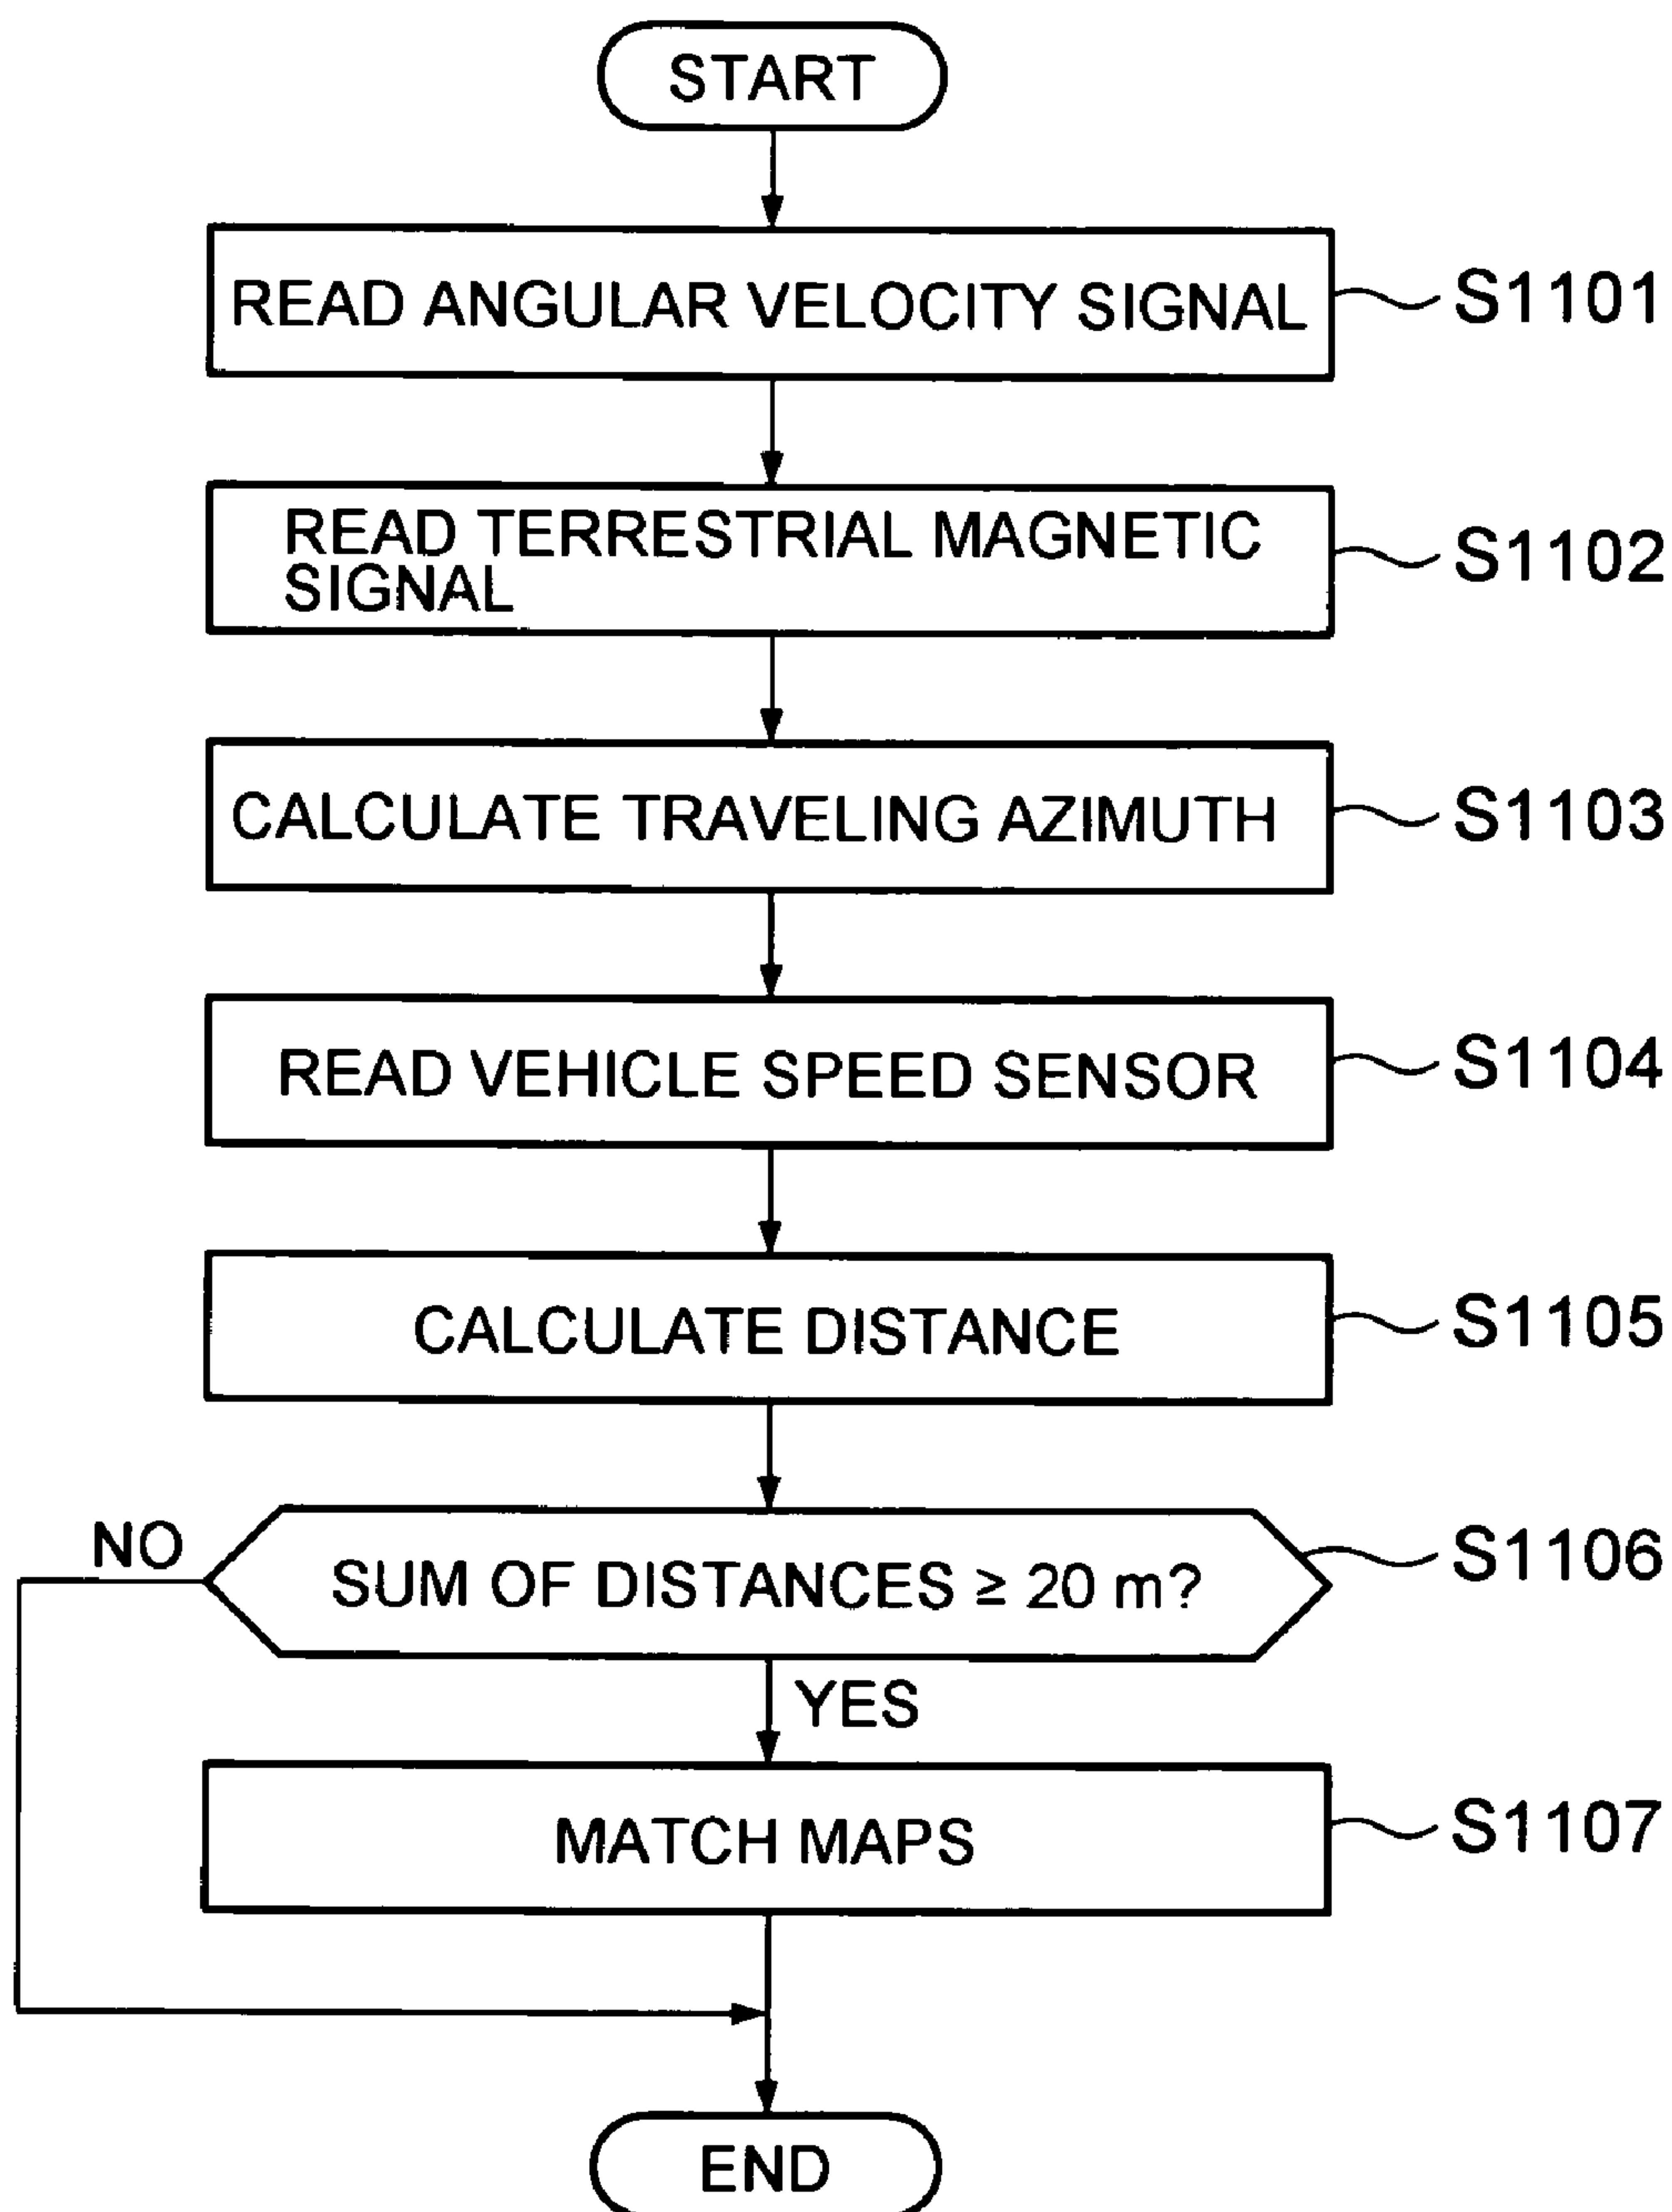 START
READ ANGULAR VELOCITY SIGNAL
S1101
READ TERRESTRIAL MAGNETIC
SIGNAL
S1102
CALCULATE TRAVELING AZIMUTH
S1103
READ VEHICLE SPEED SENSOR
S1104
CALCULATE DISTANCE
S1105
NO
SUM OF DISTANCES ≥ 20 m?
S1106
YES
MATCH MAPS
S1107
END